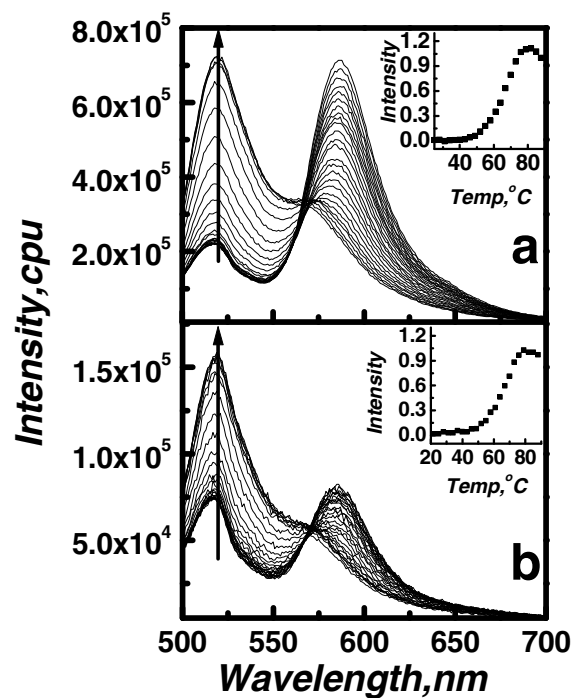 8.0x10⁵
6.0x10⁵
4.0x10⁵
2.0x10⁵
Intensity
1.2
0.9
0.6
0.3
0.0
40 60 80
Temp,°C
a
Intensity,cpu
1.5x10⁵
1.0x10⁵
5.0x10⁴
Intensity
1.2
0.9
0.6
0.3
0.0
20 40 60 80
Temp,°C
b
500 550 600 650 700
Wavelength,nm